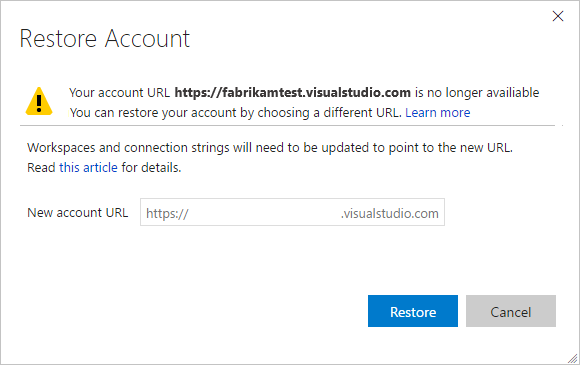 Restore Account
Your account URL https://fabrikamtest.visualstudio.com is no longer availiable
You can restore your account by choosing a different URL. Learn more
Workspaces and connection strings will need to be updated to point to the new URL.
Read this article for details.
New account URL https:// .visualstudio.com
Restore Cancel